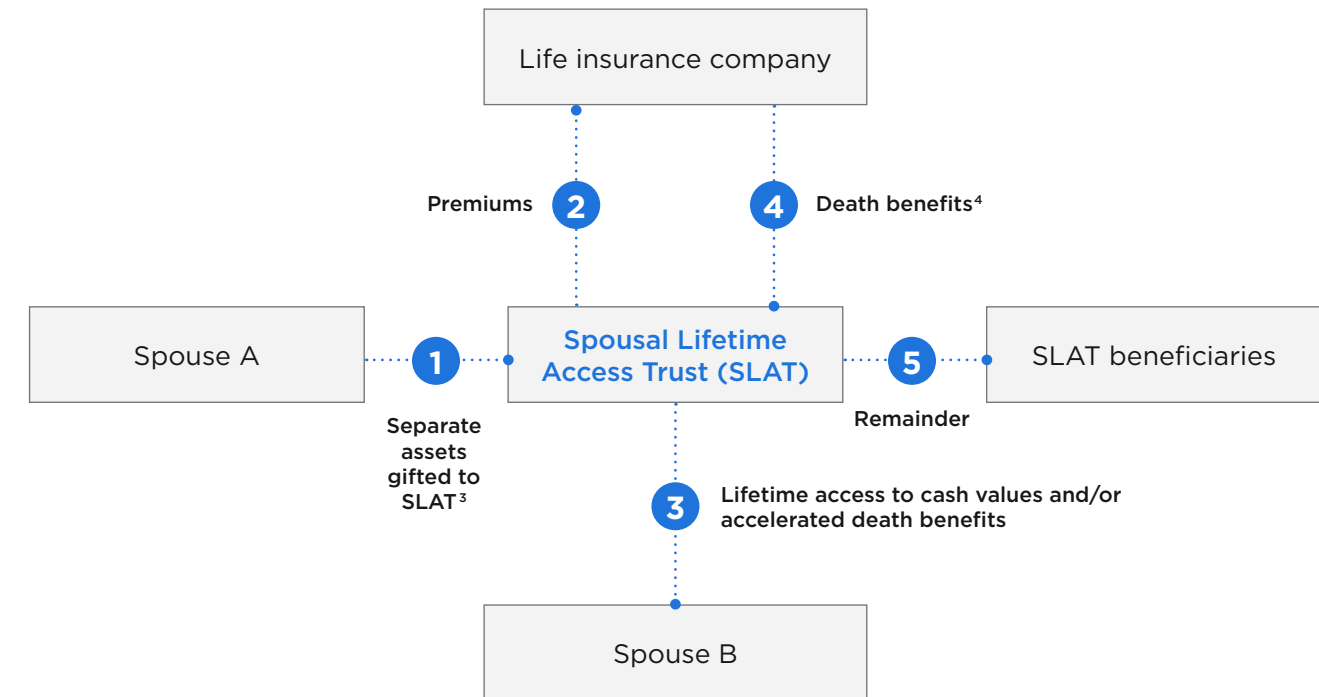 Life insurance company
Premiums
2
4
Death benefits⁴
Spouse A
1
Spousal Lifetime
Access Trust (SLAT)
5
SLAT beneficiaries
Separate
assets
gifted to
SLAT³
Remainder
3
Lifetime access to cash values and/or
accelerated death benefits
Spouse B